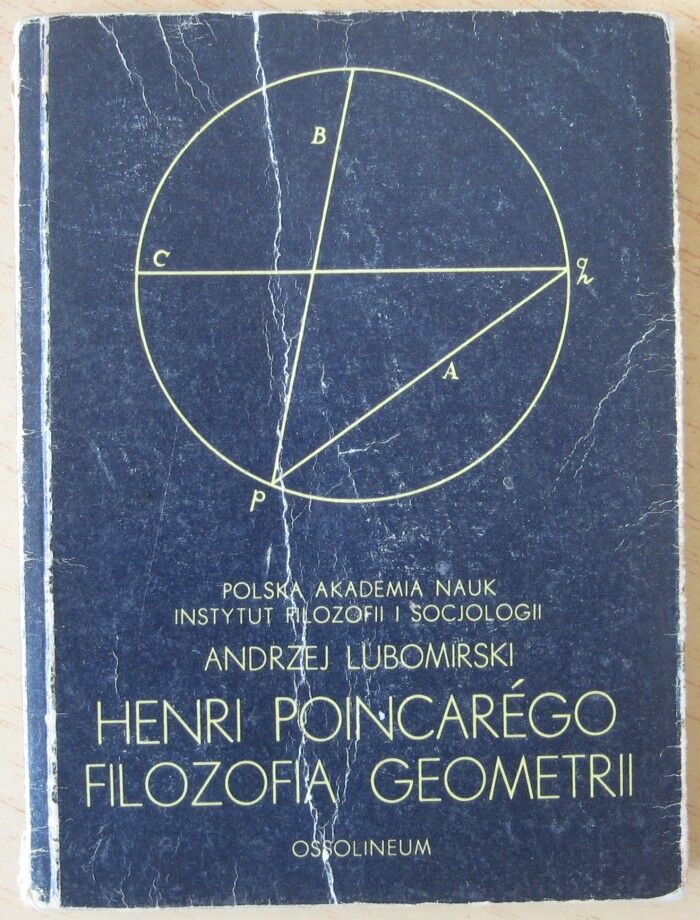 B
C
A
p
POLSKA AKADEMIA NAUK
INSTYTUT FILOZOFII I SOCJOLOGII
ANDRZEJ LUBOMIRSKI
HENRI POINCARÉGO
FILOZOFIA GEOMETRII
OSSOLINEUM